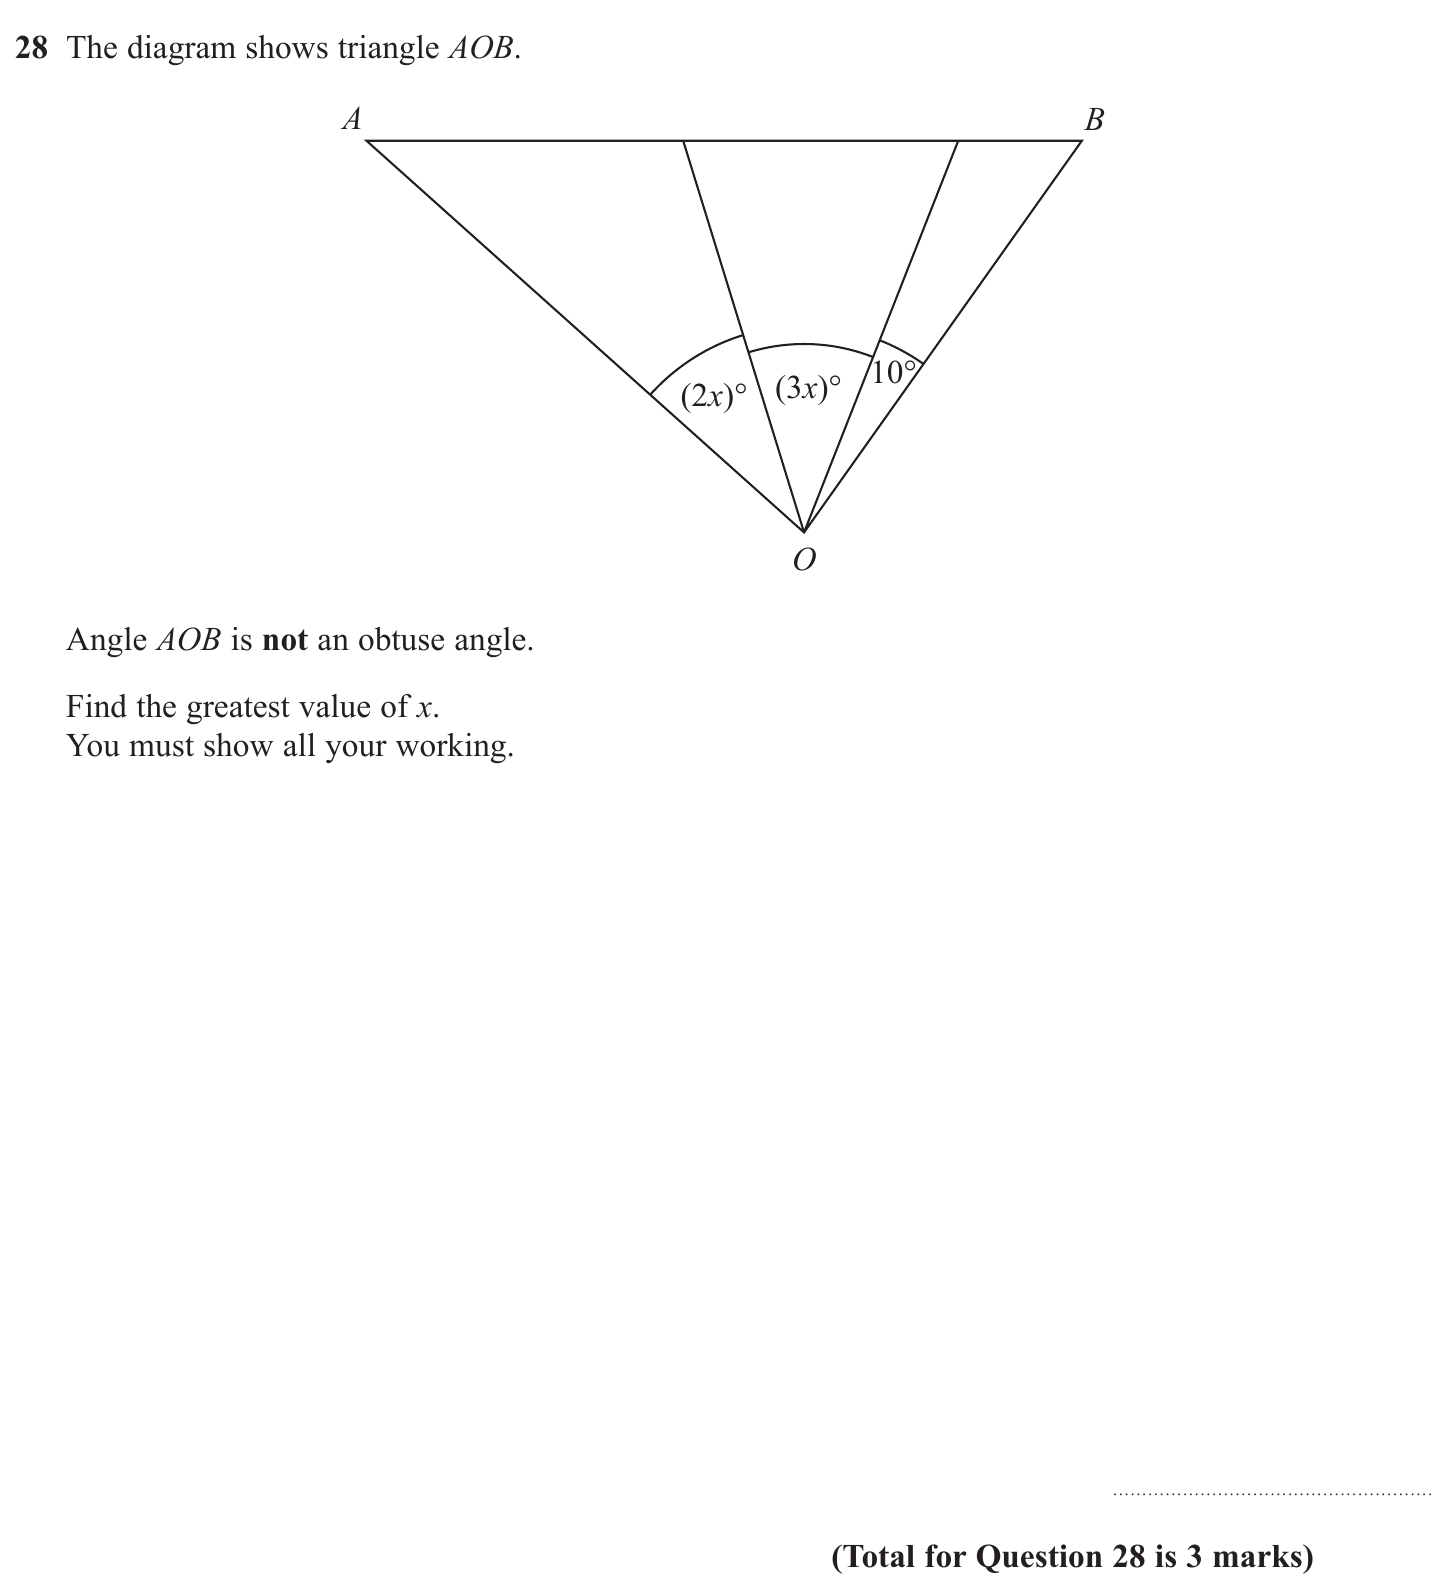 28 The diagram shows triangle AOB.
A
B
(2x)°
(3x)°
10°
O
Angle AOB is not an obtuse angle.
Find the greatest value of x.
You must show all your working.
(Total for Question 28 is 3 marks)